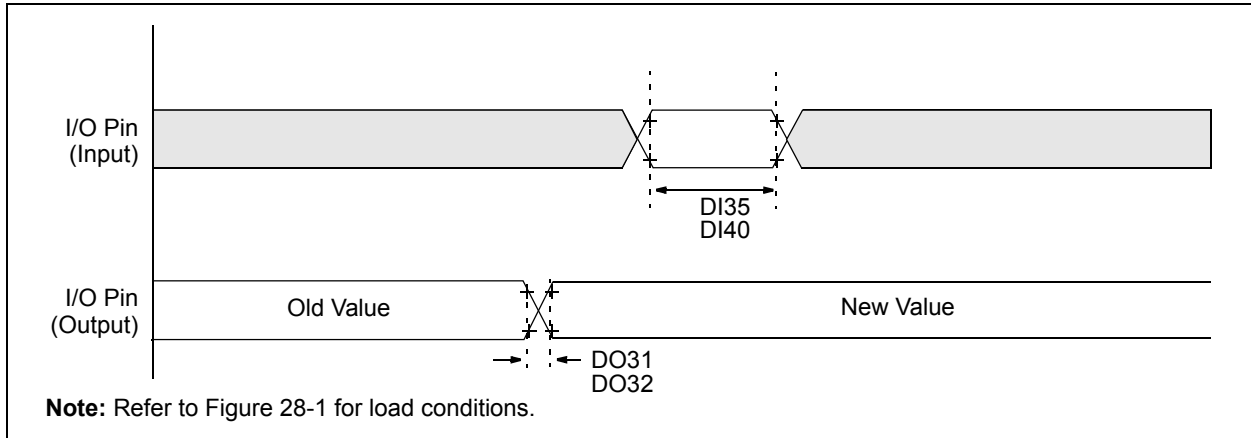 I/O Pin
(Input)
DI35
DI40
I/O Pin
(Output)
Old Value
New Value
DO31
DO32
Note: Refer to Figure 28-1 for load conditions.